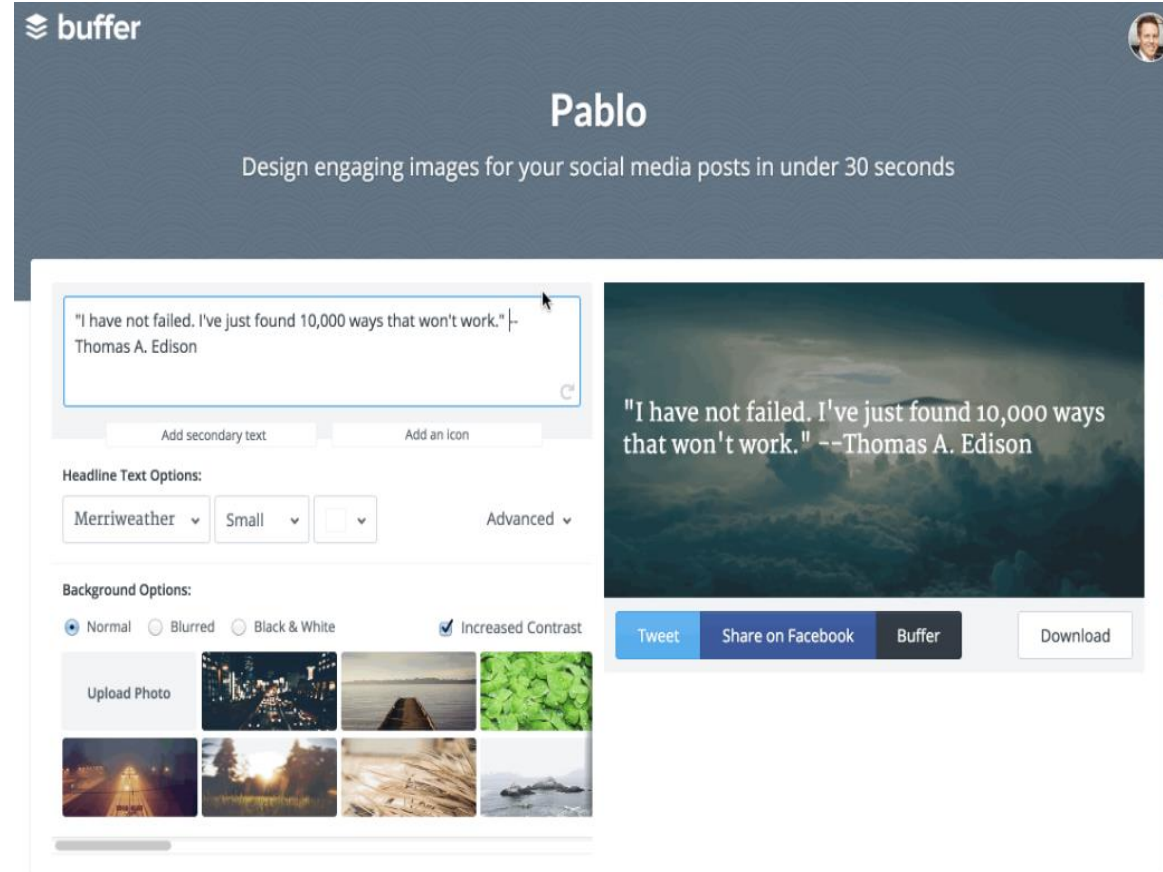 buffer
Pablo
Design engaging images for your social media posts in under 30 seconds
"I have not failed. I've just found 10,000 ways that won't work." --
Thomas A. Edison
Add secondary text
Add an icon
Headline Text Options:
Merriweather
Small
Advanced
Background Options:
Normal
Blurred
Black & White
Increased Contrast
Upload Photo
"I have not failed. I've just found 10,000 ways
that won't work." --Thomas A. Edison
Tweet
Share on Facebook
Buffer
Download